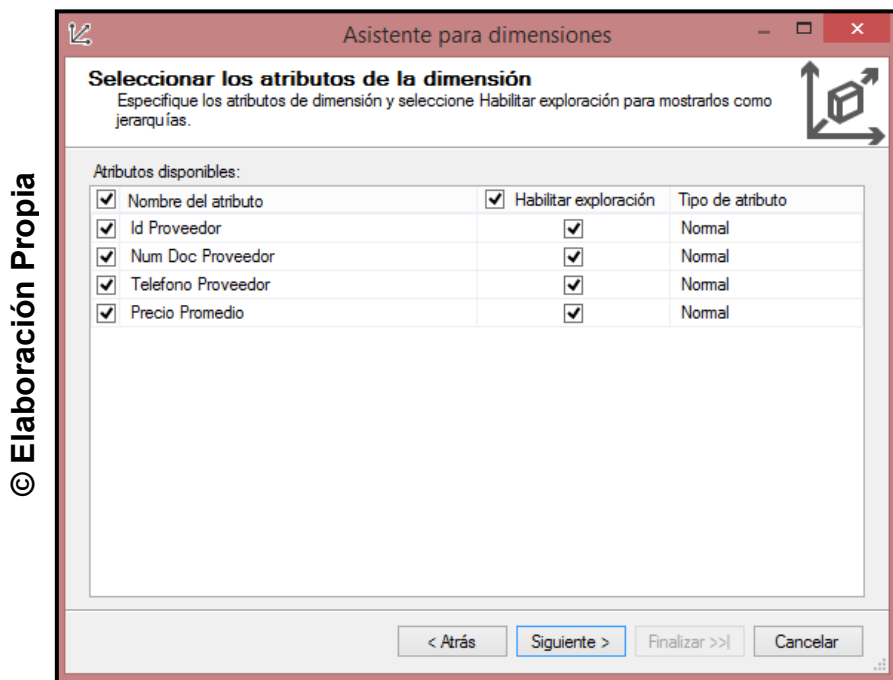 © Elaboración Propia
Asistente para dimensiones
Seleccionar los atributos de la dimensión
Especifique los atributos de dimensión y seleccione Habilitar exploración para mostrarlos como
jerarquías.
Atributos disponibles:
Nombre del atributo Habilitar exploración Tipo de atributo
Id Proveedor Normal
Num Doc Proveedor Normal
Telefono Proveedor Normal
Precio Promedio Normal
< Atrás Siguiente > Finalizar >>| Cancelar